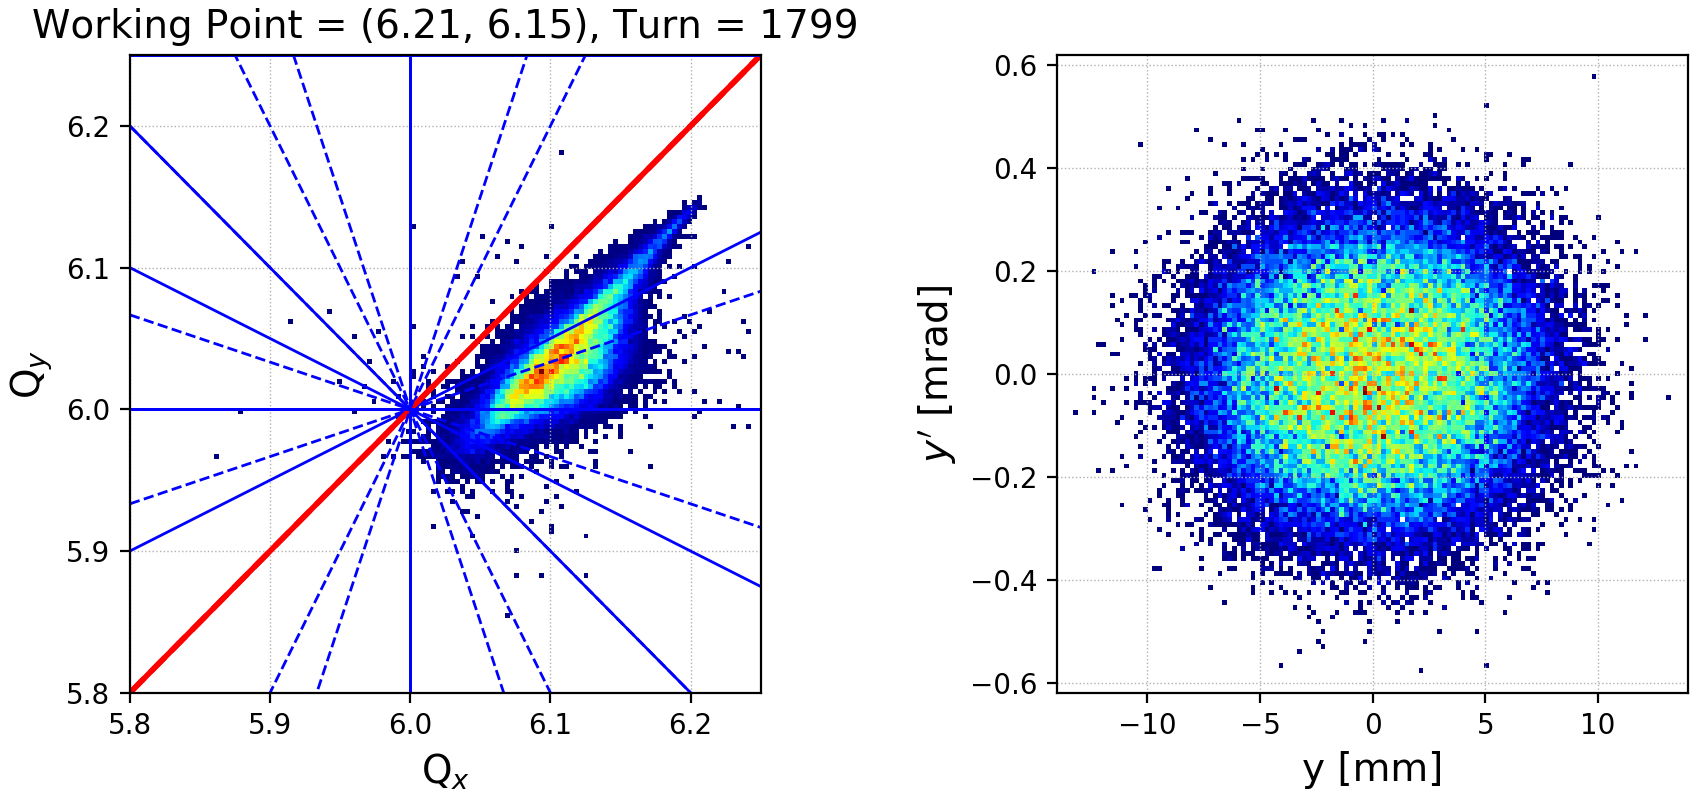 Working Point = (6.21, 6.15), Turn = 1799
6.2
6.1
6.0
5.9
5.8
Qy
5.8 5.9 6.0 6.1 6.2
Qx
0.6
0.4
0.2
0.0
−0.2
−0.4
−0.6
y′ [mrad]
−10 −5 0 5 10
y [mm]